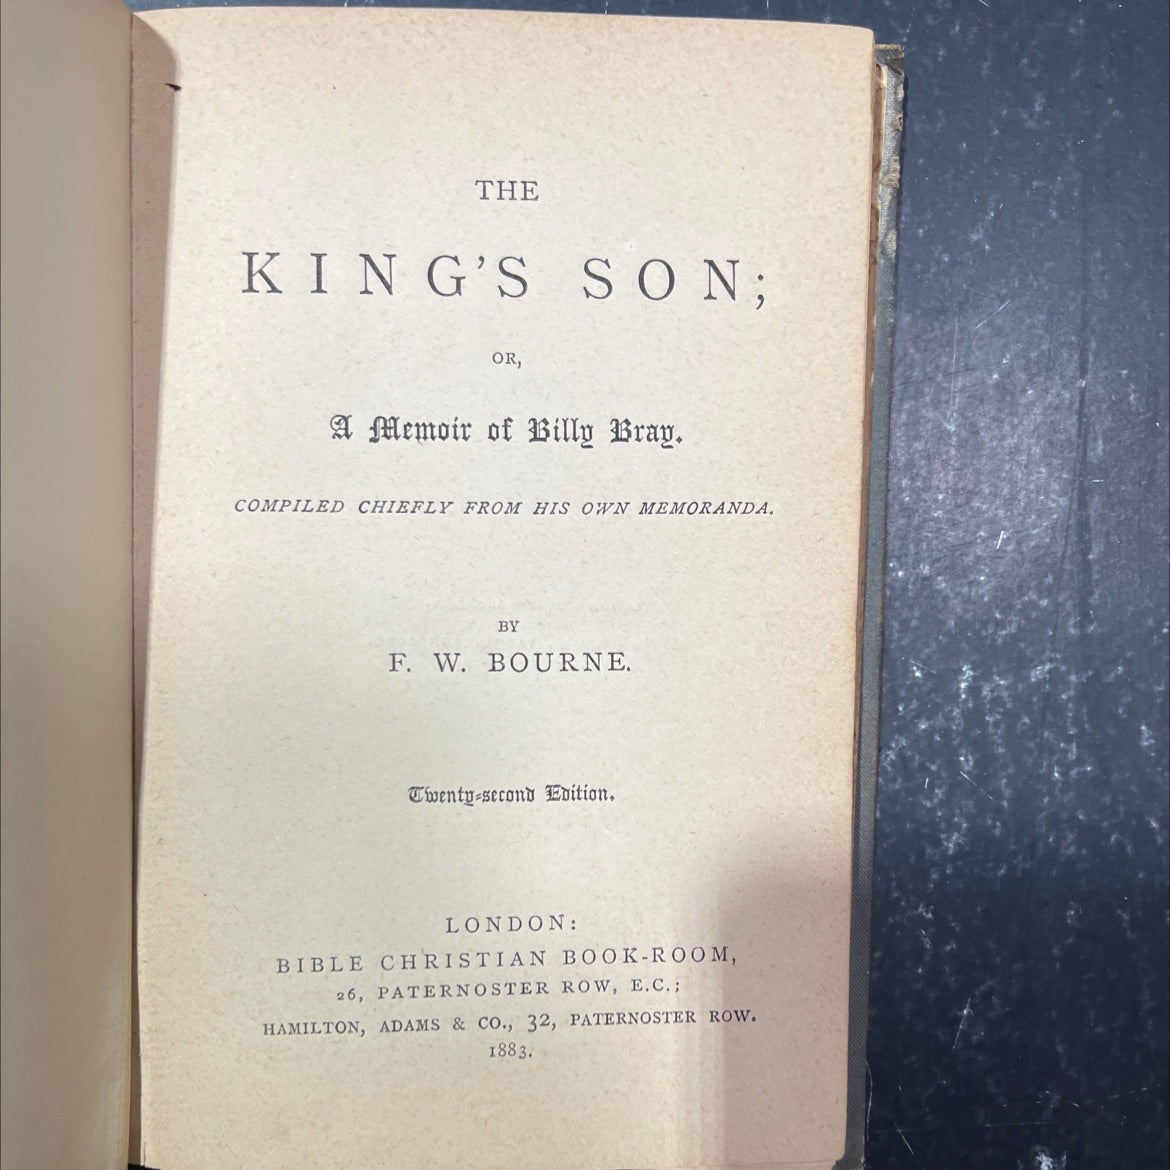 THE
KING'S SON;
OR,
A Memoir of Billy Bray.
COMPILED CHIEFLY FROM HIS OWN MEMORANDA.
BY
F. W. BOURNE.
Twenty-second Edition.
LONDON:
BIBLE CHRISTIAN BOOK-ROOM,
26, PATERNOSTER ROW, E.C.;
HAMILTON, ADAMS & CO., 32, PATERNOSTER ROW.
1883.